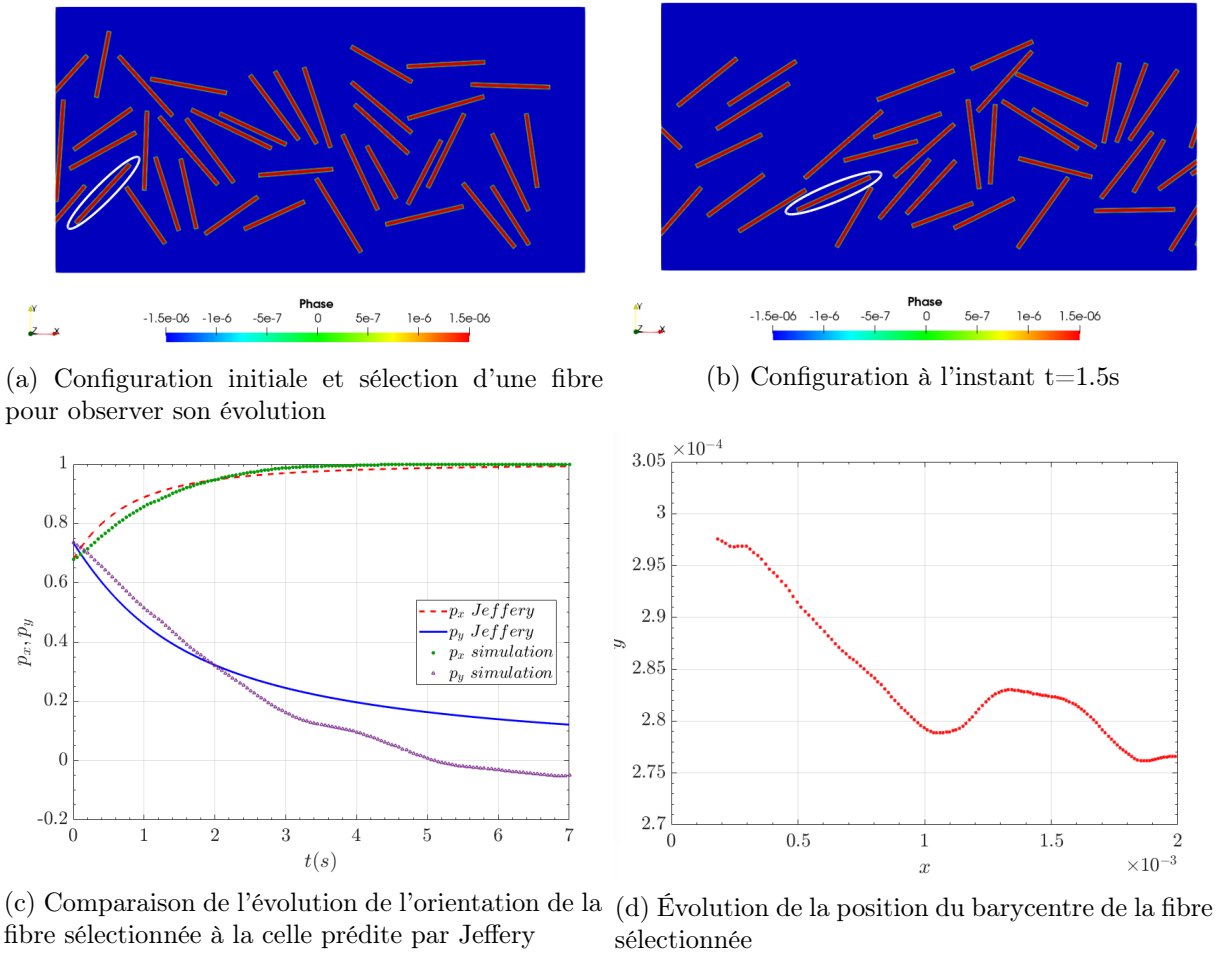 Phase
-1.5e-06 -1e-6 -5e-7 0 5e-7 1e-6 1.5e-06
Y
Z X
(a) Configuration initiale et sélection d'une fibre
pour observer son évolution
Phase
-1.5e-06 -1e-6 -5e-7 0 5e-7 1e-6 1.5e-06
Y
Z X
(b) Configuration à l'instant t=1.5s
1
0.8
0.6
0.4
0.2
0
-0.2
0 1 2 3 4 5 6 7
t(s)
p_x, p_y
p_x Jeffery
p_y Jeffery
p_x simulation
p_y simulation
(c) Comparaison de l'évolution de l'orientation de la
fibre sélectionnée à la celle prédite par Jeffery
×10⁻⁴
3.05
3
2.95
2.9
2.85
2.8
2.75
2.7
0 0.5 1 1.5 2
×10⁻³
x
y
(d) Évolution de la position du barycentre de la fibre
sélectionnée